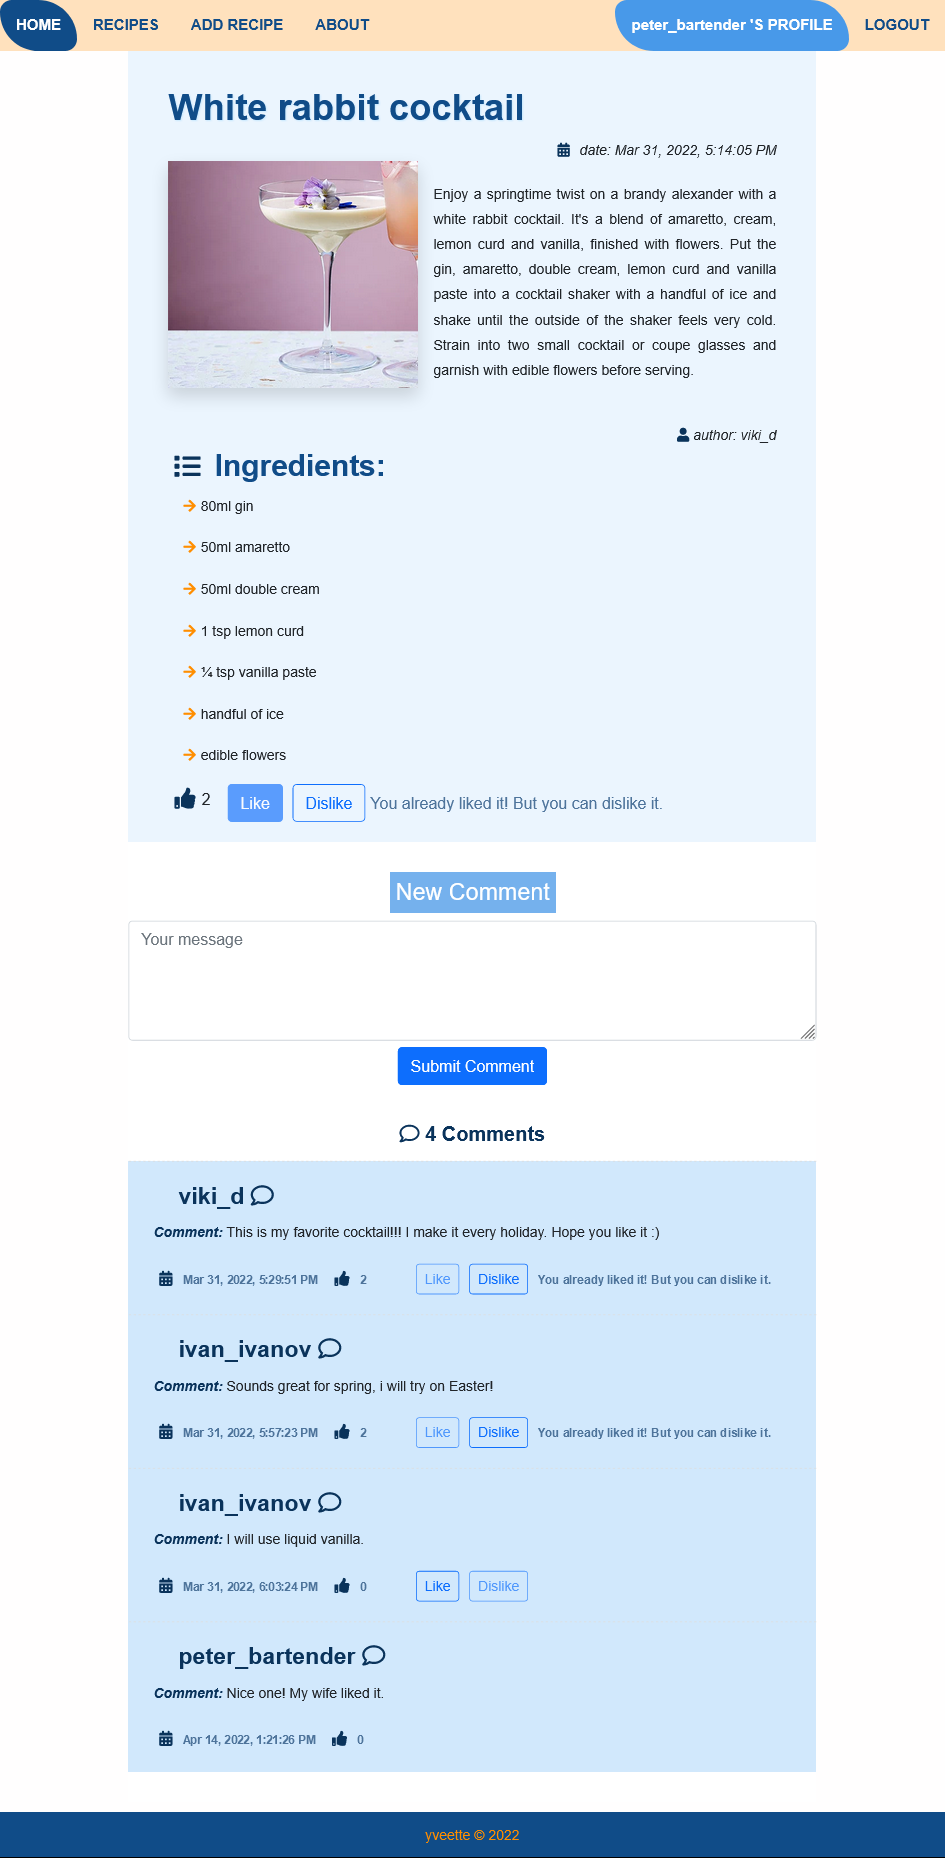 HOME RECIPES ADD RECIPE ABOUT peter_bartender 'S PROFILE LOGOUT
White rabbit cocktail
date: Mar 31, 2022, 5:14:05 PM
Enjoy a springtime twist on a brandy alexander with a
white rabbit cocktail. It's a blend of amaretto, cream,
lemon curd and vanilla, finished with flowers. Put the
gin, amaretto, double cream, lemon curd and vanilla
paste into a cocktail shaker with a handful of ice and
shake until the outside of the shaker feels very cold.
Strain into two small cocktail or coupe glasses and
garnish with edible flowers before serving.
author: viki_d
Ingredients:
80ml gin
50ml amaretto
50ml double cream
1 tsp lemon curd
¼ tsp vanilla paste
handful of ice
edible flowers
2 Like Dislike You already liked it! But you can dislike it.
New Comment
Your message
Submit Comment
4 Comments
viki_d
Comment: This is my favorite cocktail!!! I make it every holiday. Hope you like it :)
Mar 31, 2022, 5:29:51 PM 2 Like Dislike You already liked it! But you can dislike it.
ivan_ivanov
Comment: Sounds great for spring, i will try on Easter!
Mar 31, 2022, 5:57:23 PM 2 Like Dislike You already liked it! But you can dislike it.
ivan_ivanov
Comment: I will use liquid vanilla.
Mar 31, 2022, 6:03:24 PM 0 Like Dislike
peter_bartender
Comment: Nice one! My wife liked it.
Apr 14, 2022, 1:21:26 PM 0
yveette © 2022